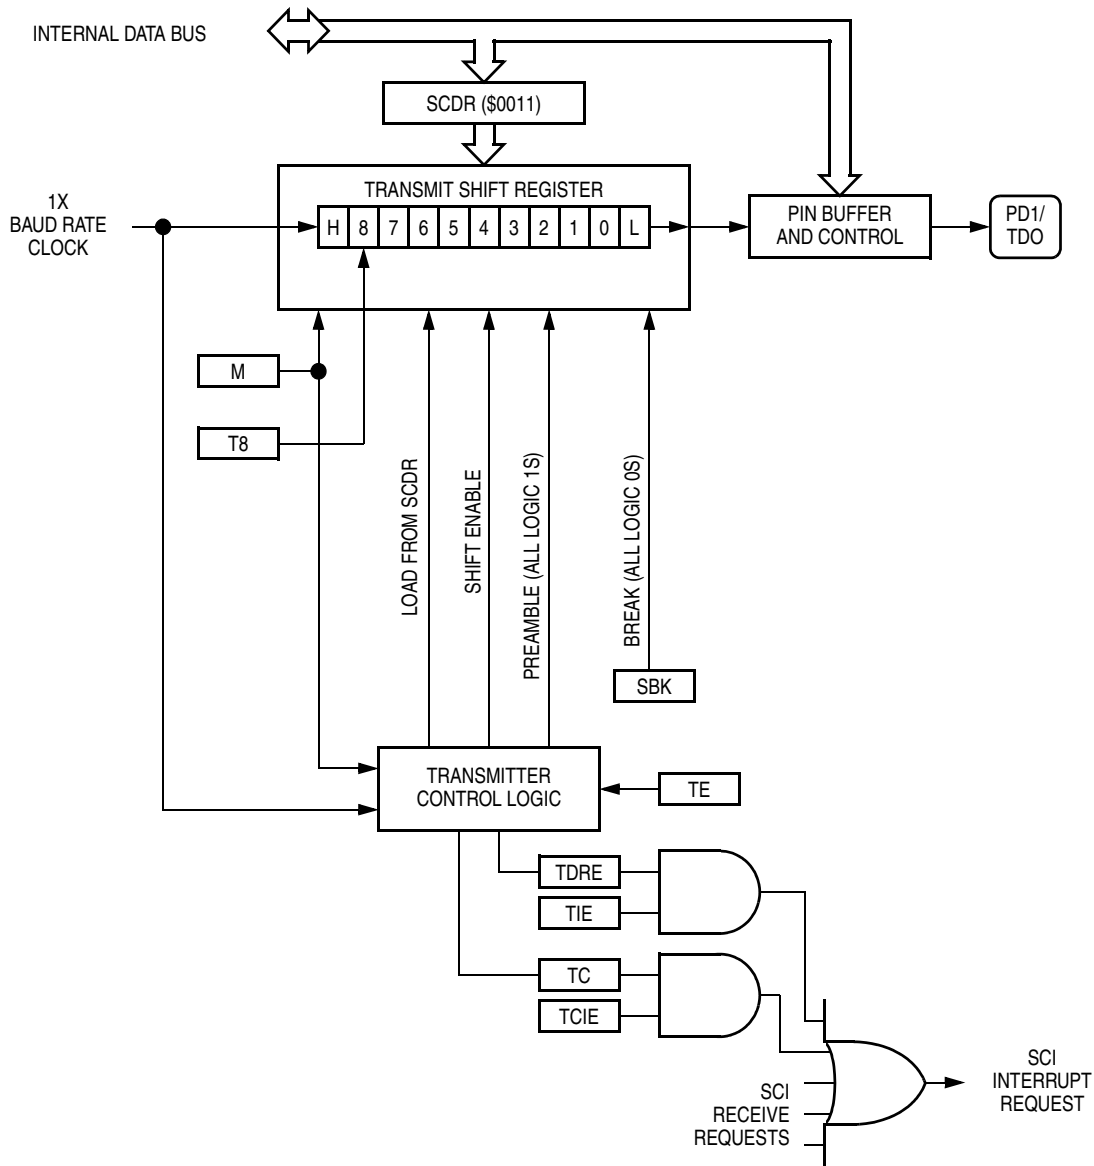 INTERNAL DATA BUS
SCDR ($0011)
TRANSMIT SHIFT REGISTER
H 8 7 6 5 4 3 2 1 0 L
1X
BAUD RATE
CLOCK
PIN BUFFER
AND CONTROL
PD1/
TDO
M
T8
LOAD FROM SCDR
SHIFT ENABLE
PREAMBLE (ALL LOGIC 1S)
BREAK (ALL LOGIC 0S)
SBK
TRANSMITTER
CONTROL LOGIC
TE
TDRE
TIE
TC
TCIE
SCI
RECEIVE
REQUESTS
SCI
INTERRUPT
REQUEST